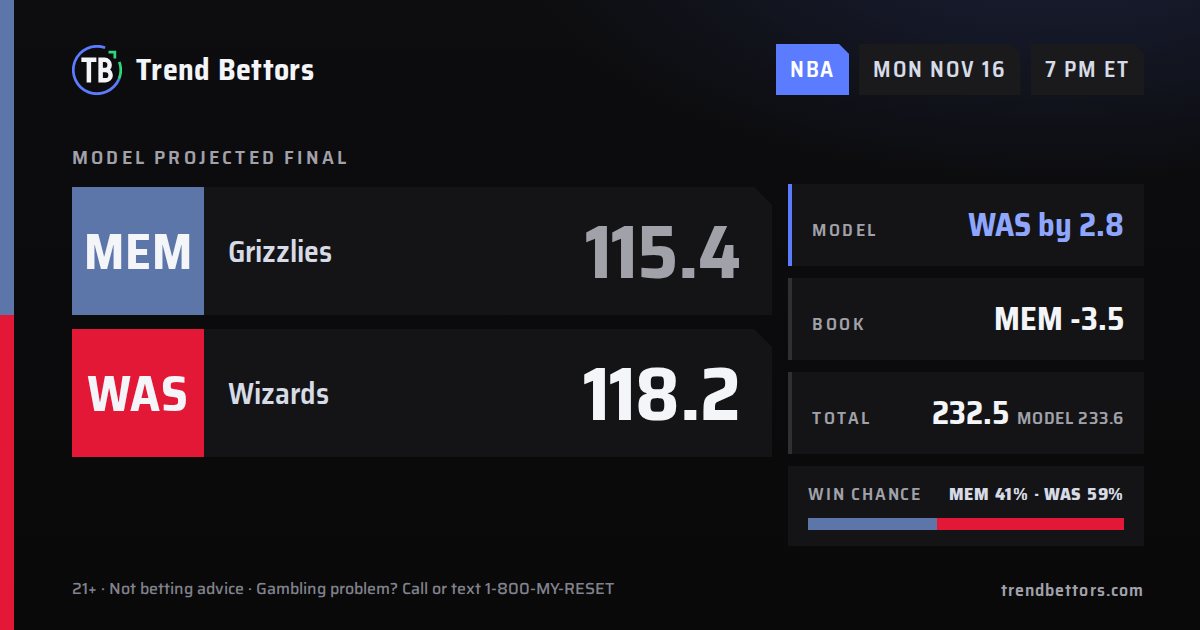 TB Trend Bettors
NBA
MON NOV 16
7 PM ET
MODEL PROJECTED FINAL
MEM Grizzlies 115.4
WAS Wizards 118.2
MODEL WAS by 2.8
BOOK MEM -3.5
TOTAL 232.5 MODEL 233.6
WIN CHANCE MEM 41% · WAS 59%
21+ · Not betting advice · Gambling problem? Call or text 1-800-MY-RESET
trendbettors.com